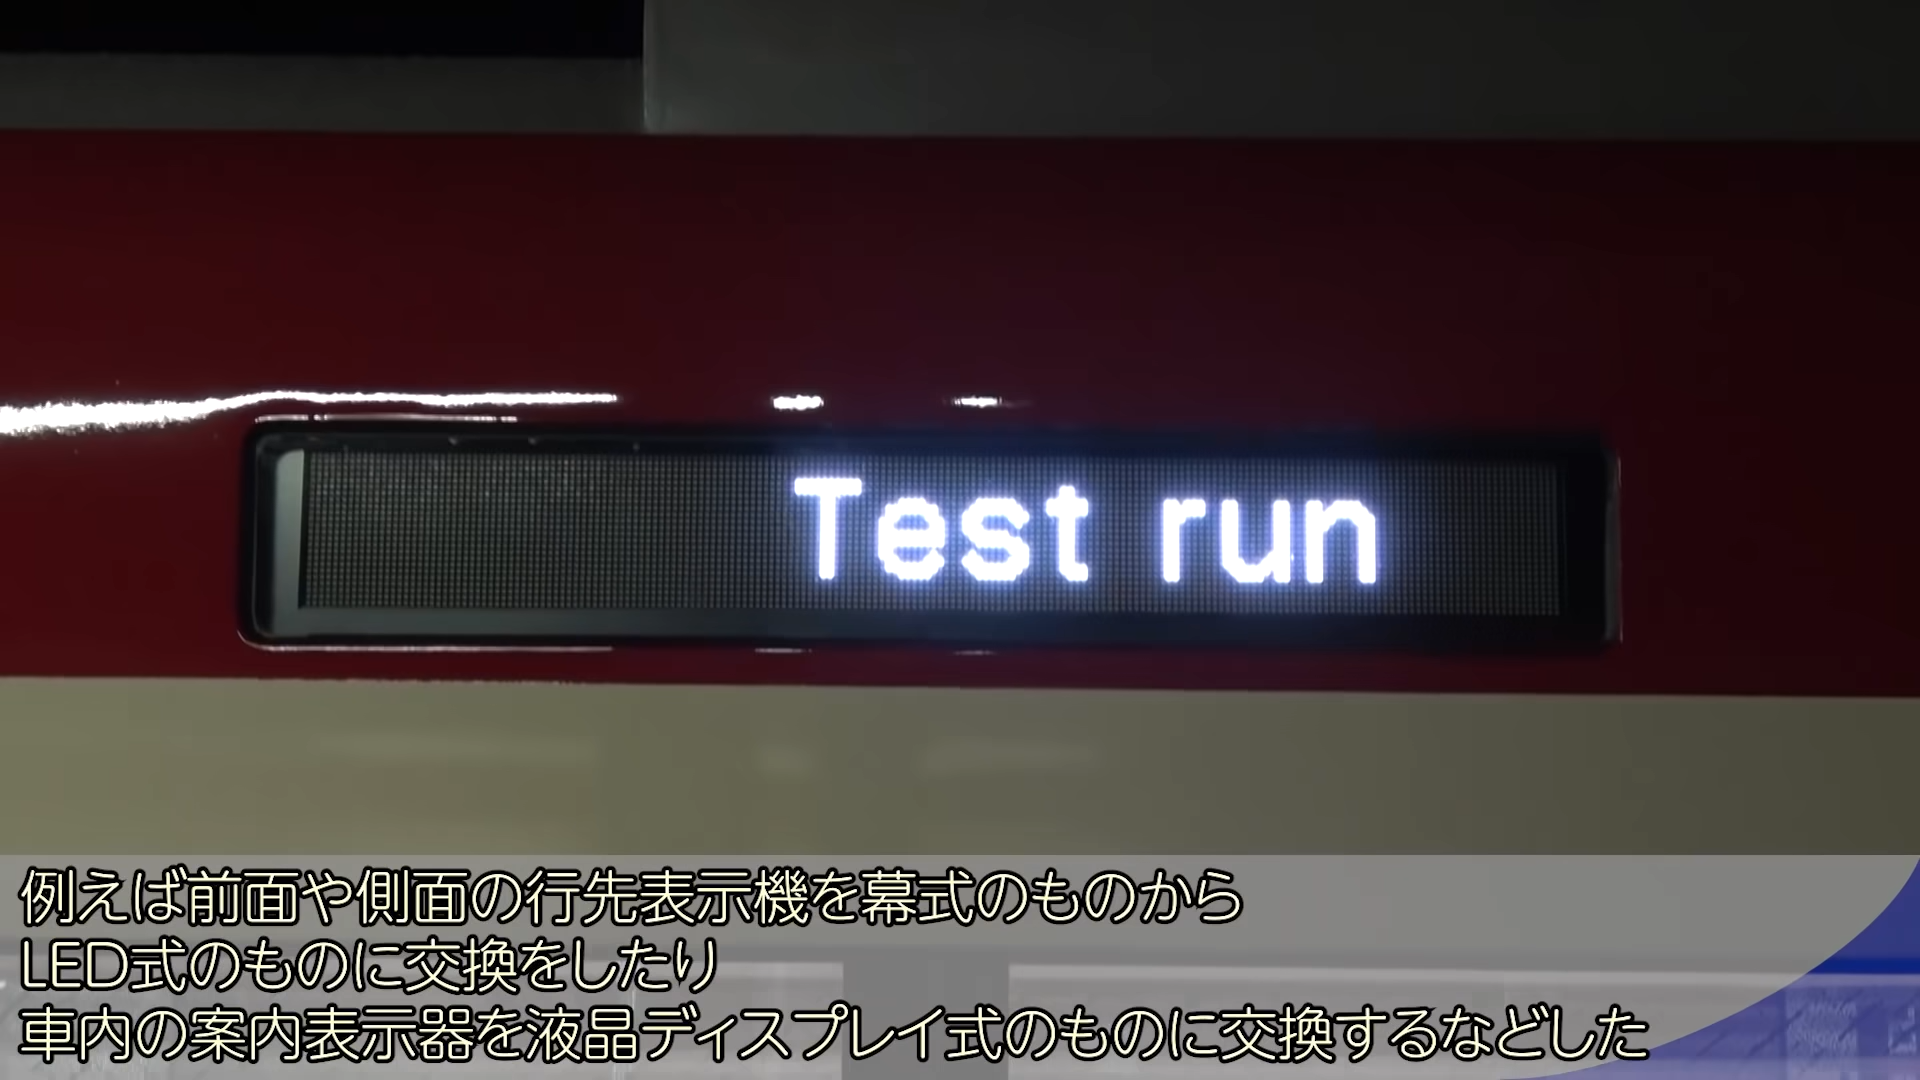 Test run
例えば前面や側面の行先表示機を幕式のものから
LED式のものに交換をしたり
車内の案内表示器を液晶ディスプレイ式のものに交換するなどした